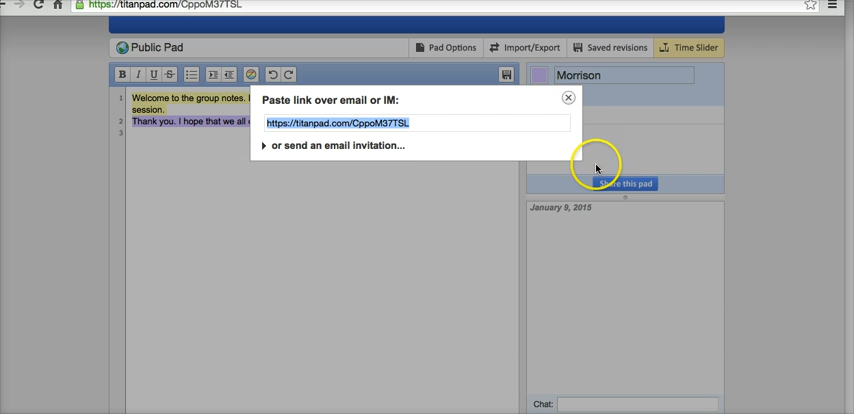 https://titanpad.com/CppoM37TSL
Public Pad
Pad Options
Import/Export
Saved revisions
Time Slider
B I U S
Morrison
1 Welcome to the group notes. I
session.
2 Thank you. I hope that we all
3
Paste link over email or IM:
https://titanpad.com/CppoM37TSL
or send an email invitation...
Share this pad
January 9, 2015
Chat: